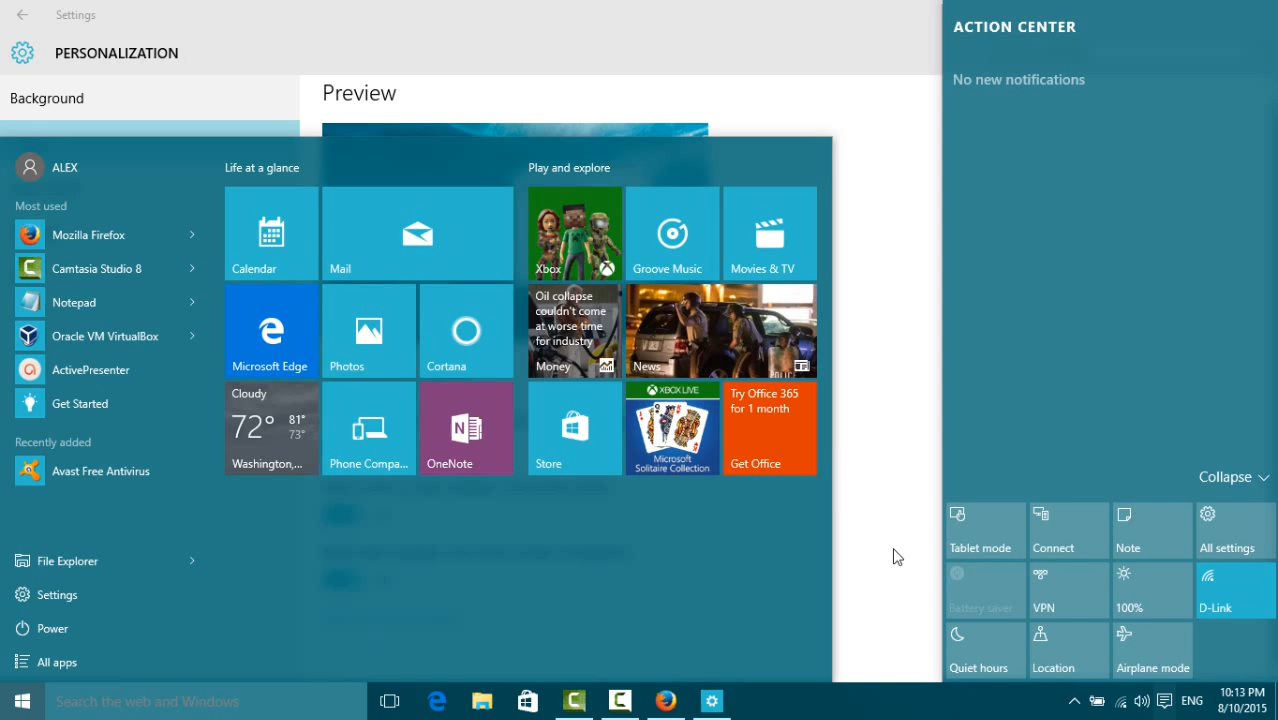 Settings
PERSONALIZATION
Background
Preview
ALEX
Most used
Mozilla Firefox
Camtasia Studio 8
Notepad
Oracle VM VirtualBox
ActivePresenter
Get Started
Recently added
Avast Free Antivirus
File Explorer
Settings
Power
All apps
Life at a glance
Calendar
Mail
Microsoft Edge
Photos
Cortana
Cloudy
72° 81°
73°
Washington,...
Phone Compa...
OneNote
Play and explore
Xbox
Groove Music
Movies & TV
Oil collapse
couldn't come
at worse time
for industry
Money
News
POLICE
XBOX LIVE
Microsoft
Solitaire Collection
Store
Try Office 365
for 1 month
Get Office
ACTION CENTER
No new notifications
Collapse
Tablet mode
Connect
Note
All settings
Battery saver
VPN
100%
D-Link
Quiet hours
Location
Airplane mode
Search the web and Windows
ENG
10:13 PM
8/10/2015